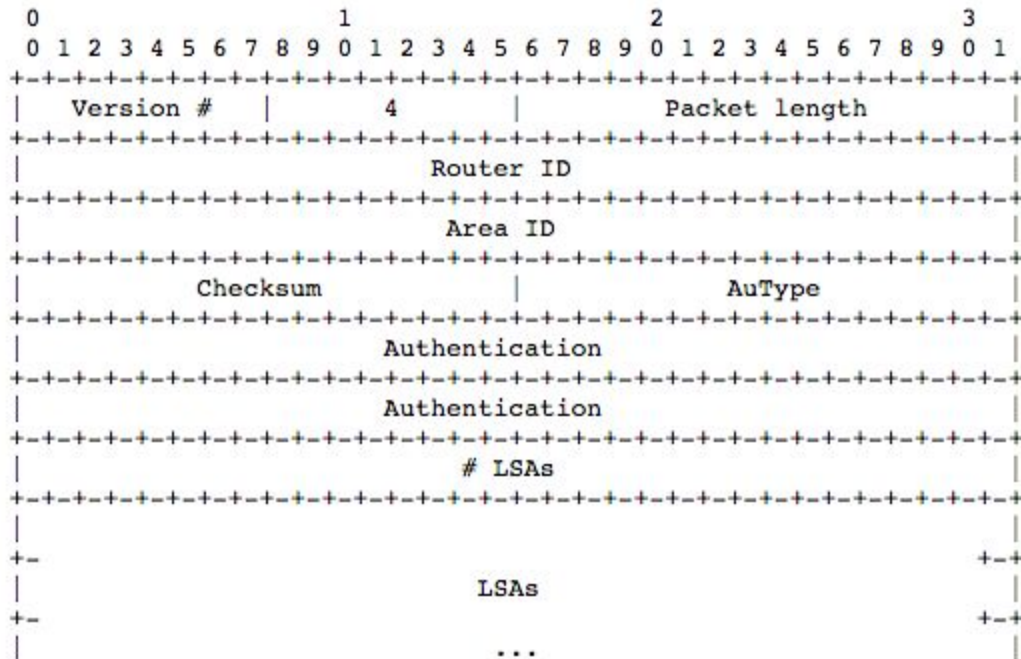 0                   1                   2                   3
0 1 2 3 4 5 6 7 8 9 0 1 2 3 4 5 6 7 8 9 0 1 2 3 4 5 6 7 8 9 0 1
+-+-+-+-+-+-+-+-+-+-+-+-+-+-+-+-+-+-+-+-+-+-+-+-+-+-+-+-+-+-+-+-+
|   Version #   |       4       |         Packet length         |
+-+-+-+-+-+-+-+-+-+-+-+-+-+-+-+-+-+-+-+-+-+-+-+-+-+-+-+-+-+-+-+-+
|                          Router ID                            |
+-+-+-+-+-+-+-+-+-+-+-+-+-+-+-+-+-+-+-+-+-+-+-+-+-+-+-+-+-+-+-+-+
|                           Area ID                             |
+-+-+-+-+-+-+-+-+-+-+-+-+-+-+-+-+-+-+-+-+-+-+-+-+-+-+-+-+-+-+-+-+
|           Checksum            |             AuType            |
+-+-+-+-+-+-+-+-+-+-+-+-+-+-+-+-+-+-+-+-+-+-+-+-+-+-+-+-+-+-+-+-+
|                       Authentication                          |
+-+-+-+-+-+-+-+-+-+-+-+-+-+-+-+-+-+-+-+-+-+-+-+-+-+-+-+-+-+-+-+-+
|                       Authentication                          |
+-+-+-+-+-+-+-+-+-+-+-+-+-+-+-+-+-+-+-+-+-+-+-+-+-+-+-+-+-+-+-+-+
|                            # LSAs                             |
+-+-+-+-+-+-+-+-+-+-+-+-+-+-+-+-+-+-+-+-+-+-+-+-+-+-+-+-+-+-+-+-+
|                                                               |
+-                                                            +-+
|                             LSAs                              |
+-                                                            +-+
|                              ...                              |